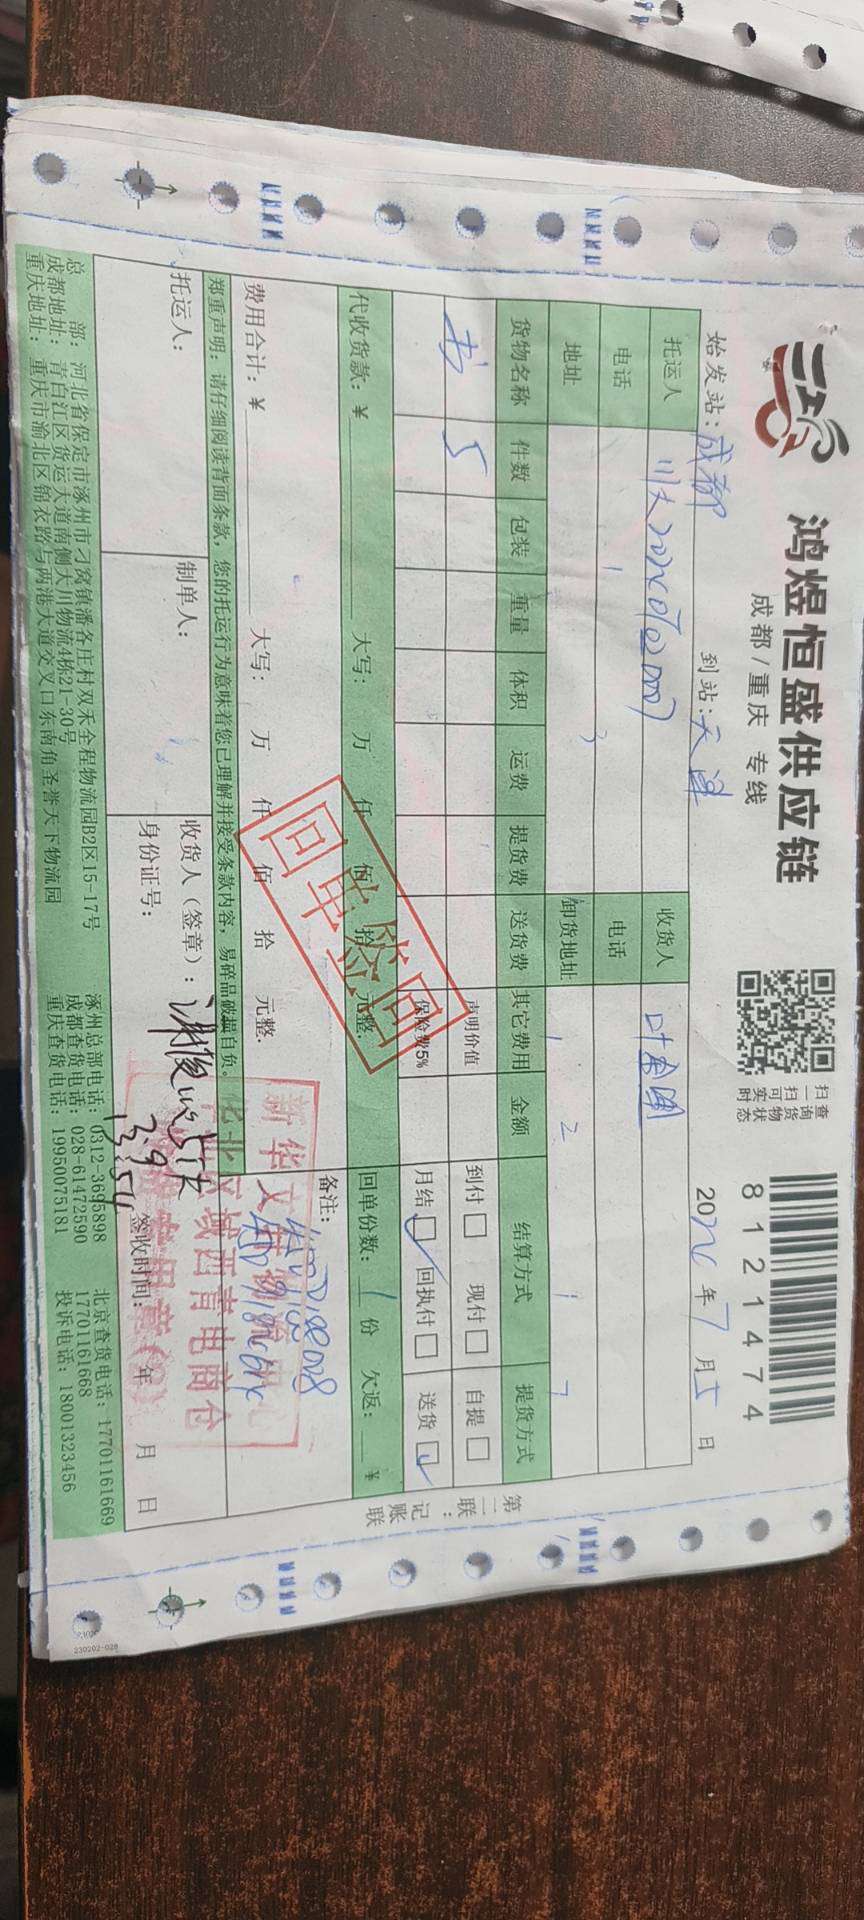 鸿煜恒盛供应链
成都/重庆 专线
扫一扫 查询货物实时状态
81121474
始发站:成都 到站:天津 20 年7月5日
托运人 收货人
电话 电话
地址 卸货地址
货物名称 件数 包装 重量 体积 运费 提货费 送货费 其它费用 金额 结算方式 提货方式
书 5 声明价值 到付□ 现付□ 自提□
保险费5% 月结☑ 回执付□ 送货☑
代收货款:¥ 大写: 万 仟 佰 拾 元整. 回单份数:1份 欠返: ¥
回单签回
费用合计:¥ 大写: 万 仟 佰 拾 元整. 备注:
郑重声明:请仔细阅读背面条款,您的托运行为意味着您已理解并接受条款内容,易碎品破损自负。
新华文
区域西青电商仓
托运人: 制单人: 收货人(签章):
身份证号: 签收时间: 年 月 日
总 部:河北省保定市涿州市刁窝镇潘各庄村双禾全程物流园B2区15-17号 涿州总部电话:0312-3695898 北京查货电话:17701161669
成都地址:青白江区货运大道南侧大川物流4栋21-30号 成都查货电话:028-61472590 17701161668
重庆地址:重庆市渝北区锦衣路与两港大道交叉口东南角圣誉天下物流园 重庆查货电话:19950075181 投诉电话:18001323456
第二联:记账联
230202-028